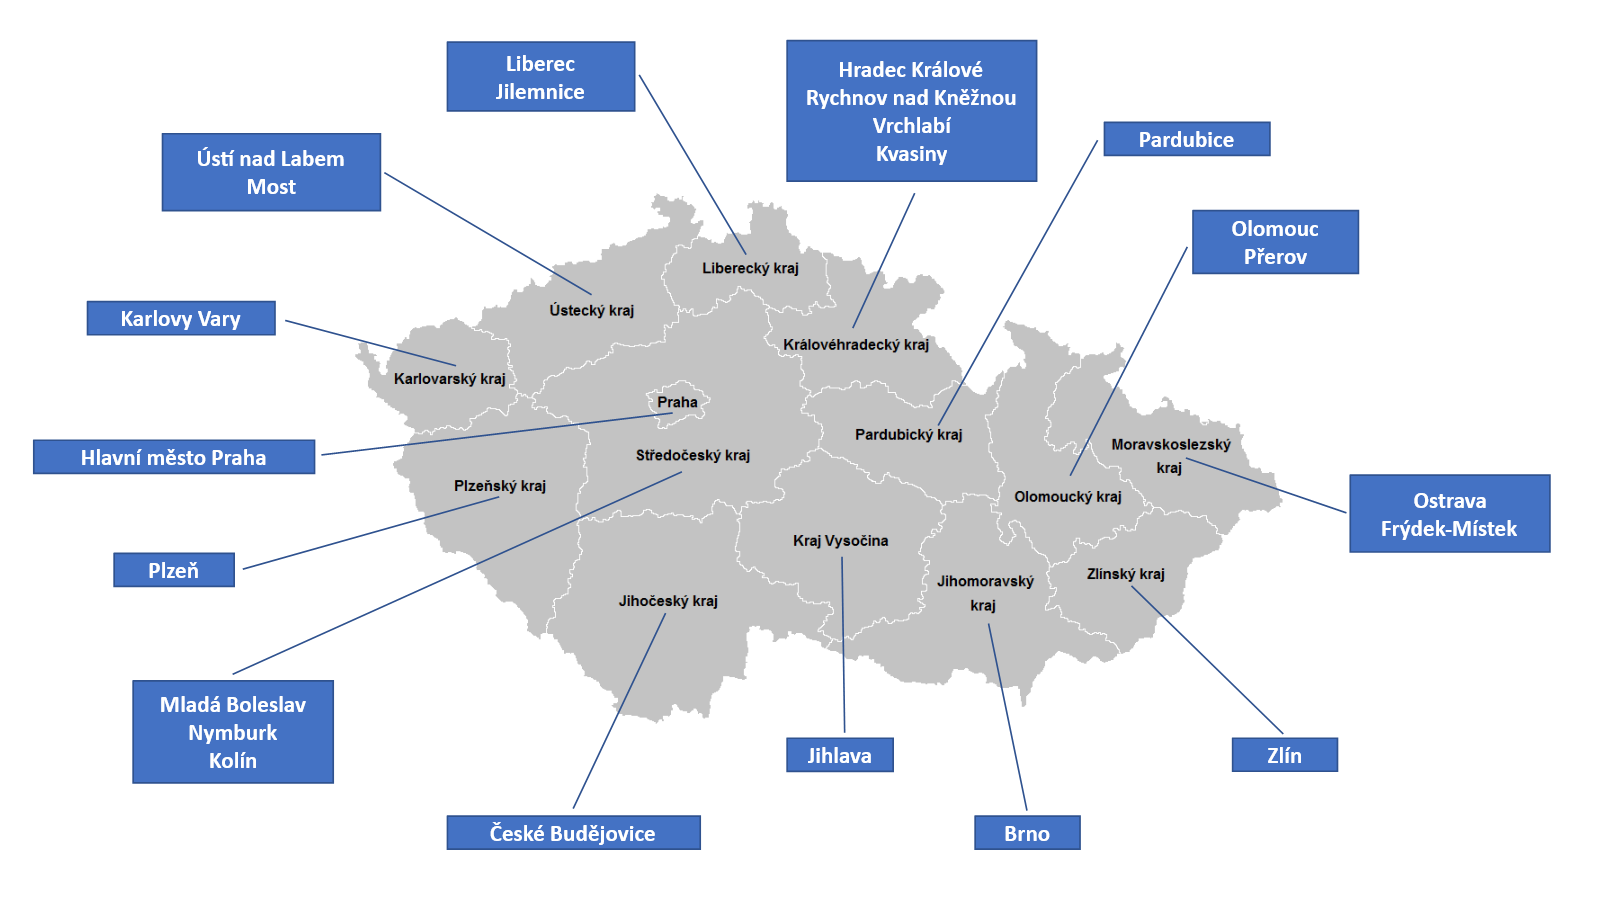 Liberec
Jilemnice
Hradec Králové
Rychnov nad Kněžnou
Vrchlabí
Kvasiny
Pardubice
Ústí nad Labem
Most
Olomouc
Přerov
Karlovy Vary
Liberecký kraj
Ústecký kraj
Královéhradecký kraj
Karlovarský kraj
Praha
Pardubický kraj
Moravskoslezský
kraj
Hlavní město Praha
Středočeský kraj
Plzeňský kraj
Olomoucký kraj
Ostrava
Frýdek-Místek
Kraj Vysočina
Plzeň
Jihomoravský
kraj
Zlínský kraj
Jihočeský kraj
Mladá Boleslav
Nymburk
Kolín
Jihlava
Zlín
České Budějovice
Brno